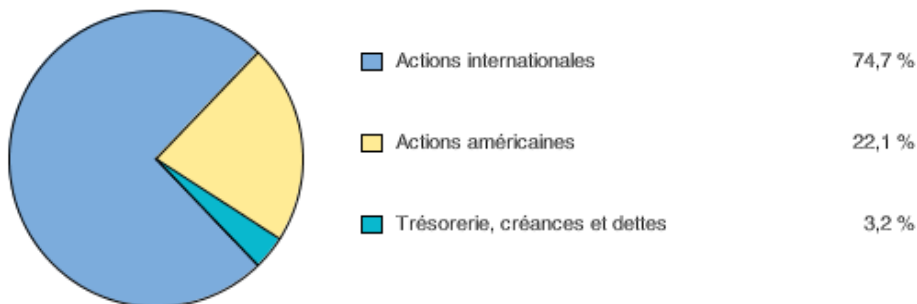 Actions internationales 74,7 %
Actions américaines 22,1 %
Trésorerie, créances et dettes 3,2 %